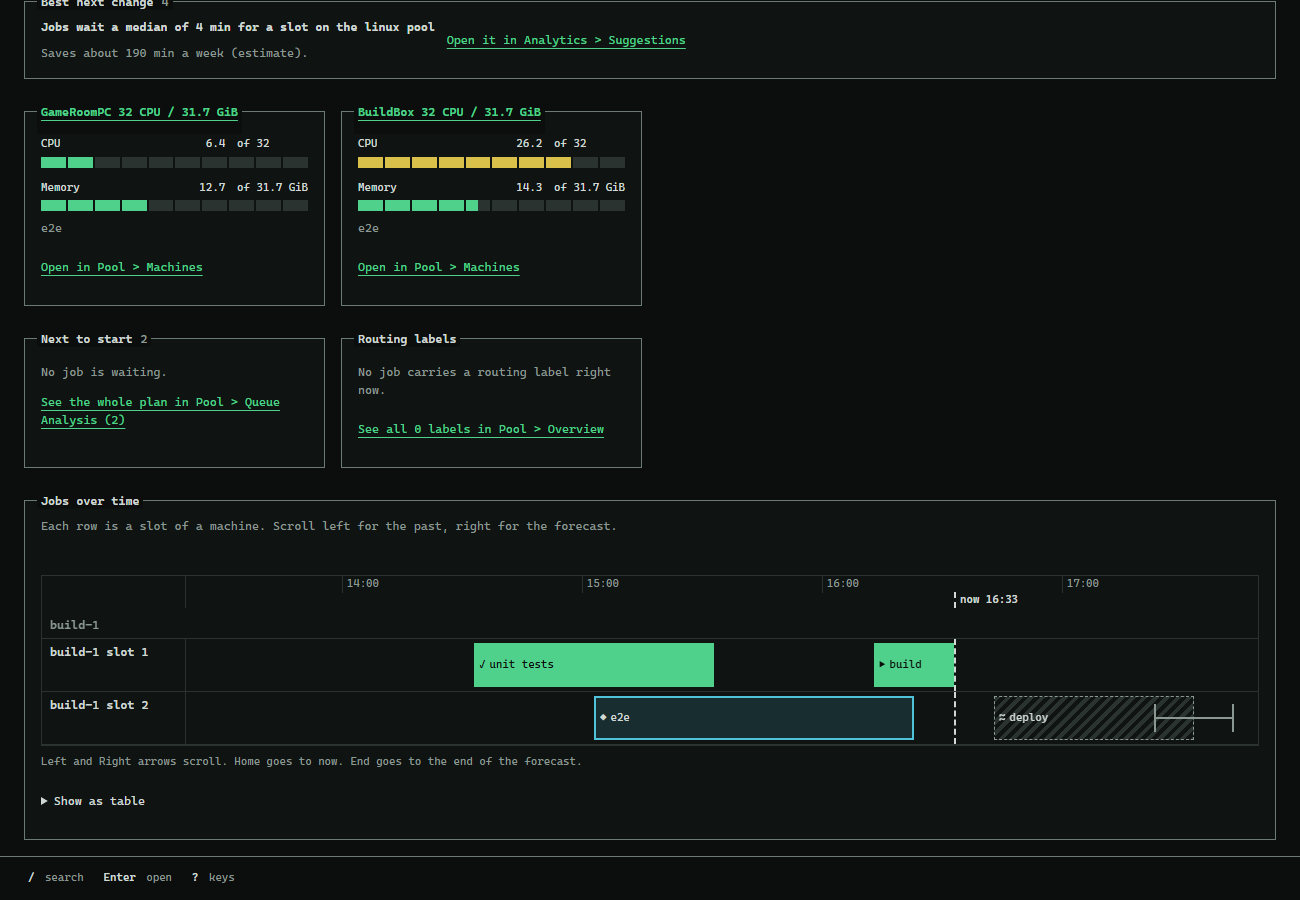 Best next change 4
Jobs wait a median of 4 min for a slot on the linux pool
Open it in Analytics > Suggestions
Saves about 190 min a week (estimate).
GameRoomPC 32 CPU / 31.7 GiB
CPU 6.4 of 32
Memory 12.7 of 31.7 GiB
e2e
Open in Pool > Machines
BuildBox 32 CPU / 31.7 GiB
CPU 26.2 of 32
Memory 14.3 of 31.7 GiB
e2e
Open in Pool > Machines
Next to start 2
No job is waiting.
See the whole plan in Pool > Queue
Analysis (2)
Routing labels
No job carries a routing label right
now.
See all 0 labels in Pool > Overview
Jobs over time
Each row is a slot of a machine. Scroll left for the past, right for the forecast.
14:00 15:00 16:00 17:00
now 16:33
build-1
build-1 slot 1
✓ unit tests
▶ build
build-1 slot 2
◆ e2e
≈ deploy
Left and Right arrows scroll. Home goes to now. End goes to the end of the forecast.
▶ Show as table
/ search Enter open ? keys